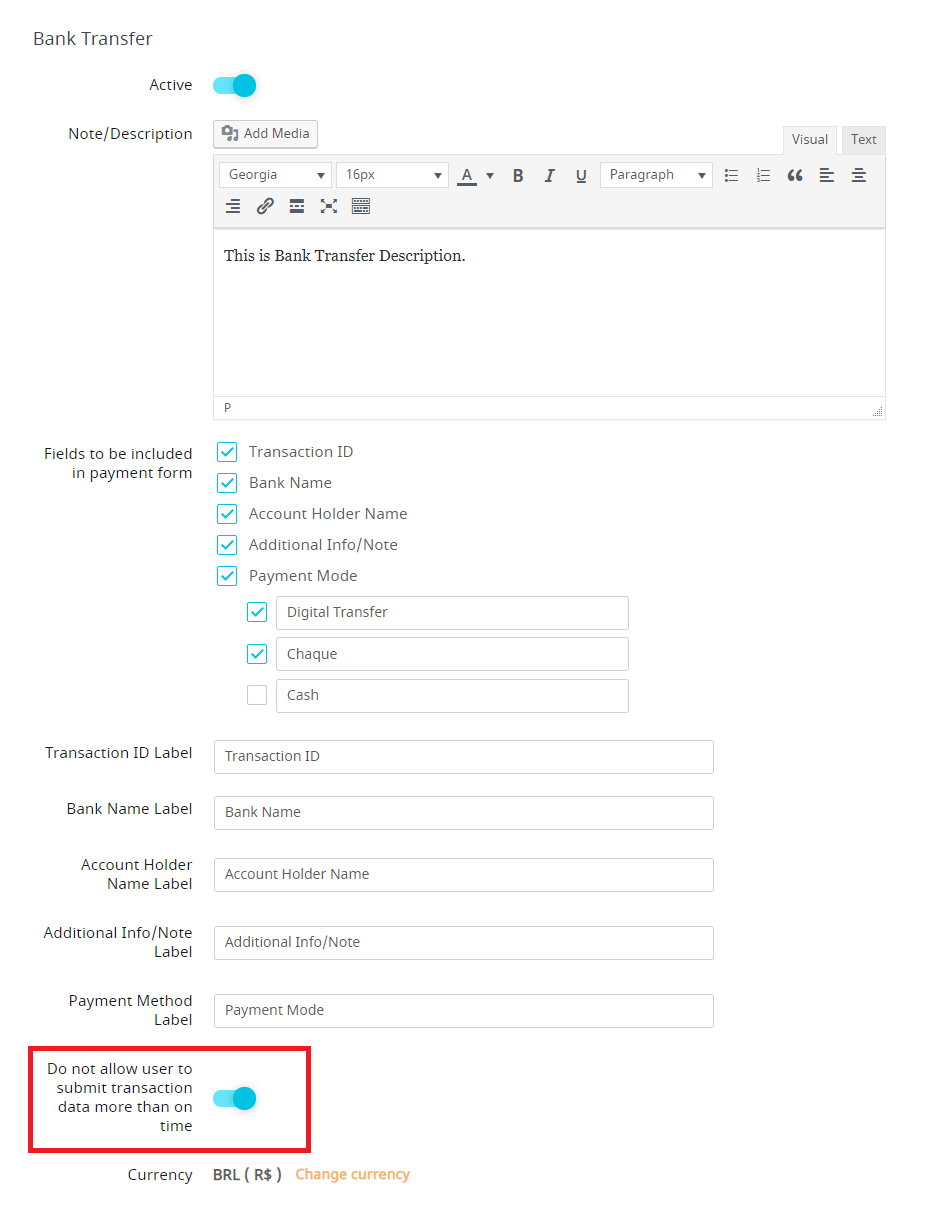 Bank Transfer
Active
Note/Description
Add Media
Visual Text
Georgia 16px A B I U Paragraph
This is Bank Transfer Description.
P
Fields to be included
in payment form
Transaction ID
Bank Name
Account Holder Name
Additional Info/Note
Payment Mode
Digital Transfer
Chaque
Cash
Transaction ID Label
Transaction ID
Bank Name Label
Bank Name
Account Holder
Name Label
Account Holder Name
Additional Info/Note
Label
Additional Info/Note
Payment Method
Label
Payment Mode
Do not allow user to
submit transaction
data more than on
time
Currency BRL ( R$ ) Change currency